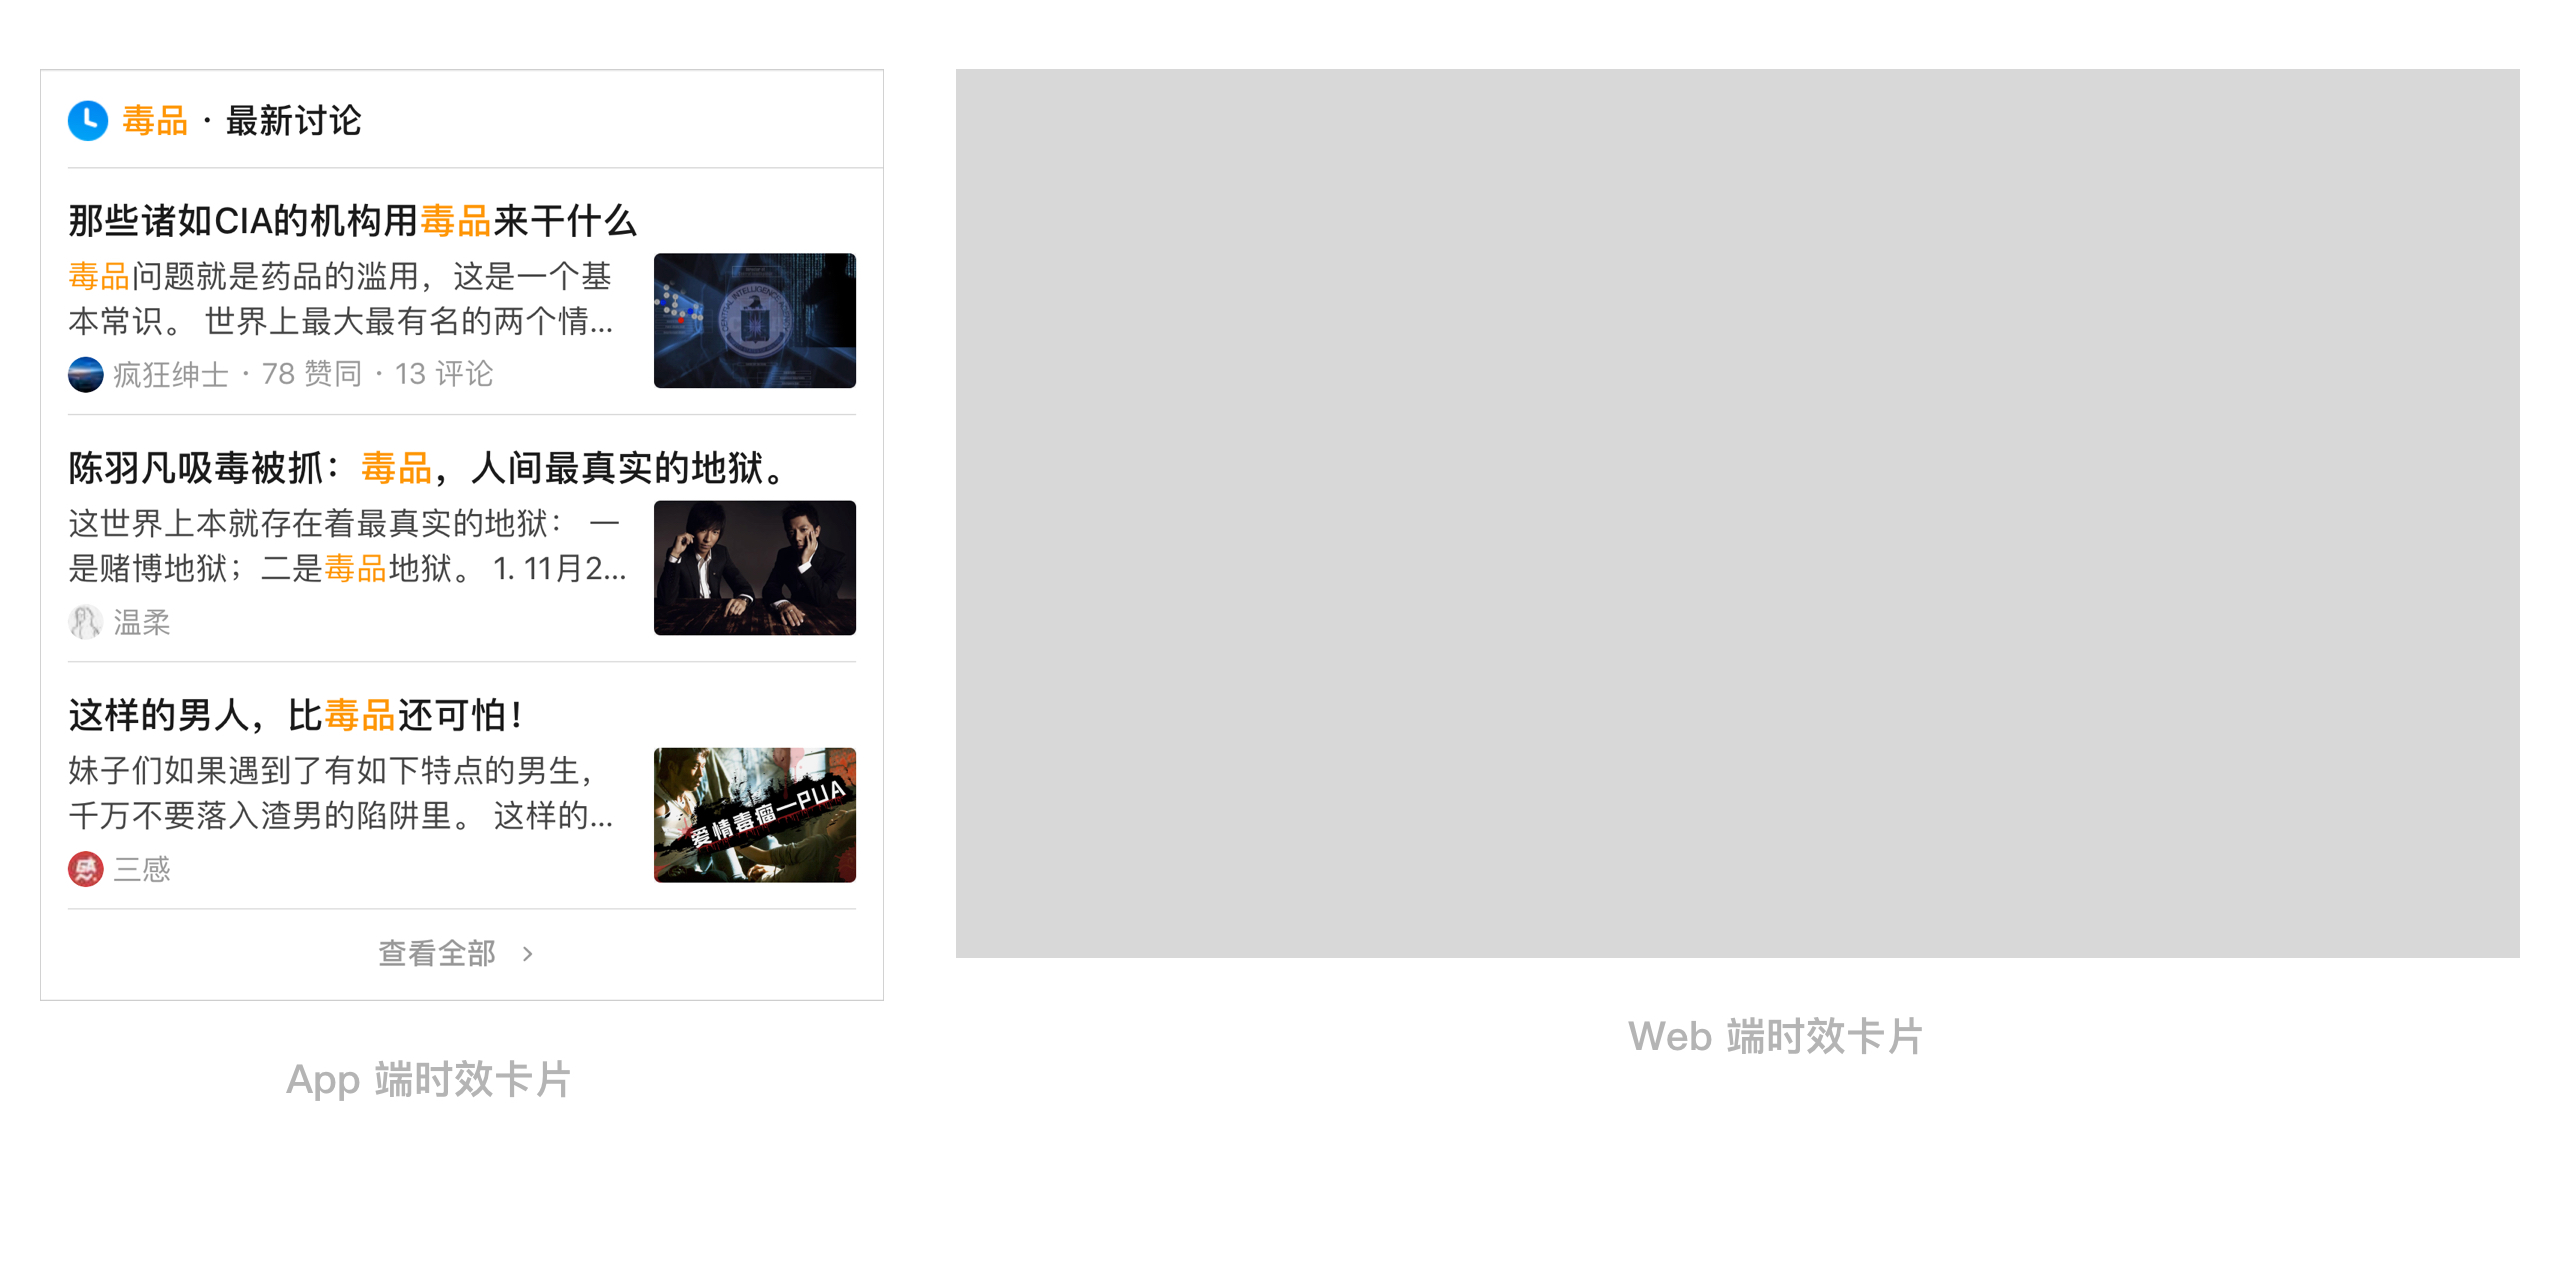 毒品 · 最新讨论
那些诸如CIA的机构用毒品来干什么
毒品问题就是药品的滥用，这是一个基
本常识。 世界上最大最有名的两个情...
疯狂绅士 · 78 赞同 · 13 评论
陈羽凡吸毒被抓：毒品，人间最真实的地狱。
这世界上本就存在着最真实的地狱： 一
是赌博地狱；二是毒品地狱。 1. 11月2...
温柔
这样的男人，比毒品还可怕！
妹子们如果遇到了有如下特点的男生，
千万不要落入渣男的陷阱里。 这样的...
爱情毒瘤一PUA
三感
查看全部 >
App 端时效卡片
Web 端时效卡片